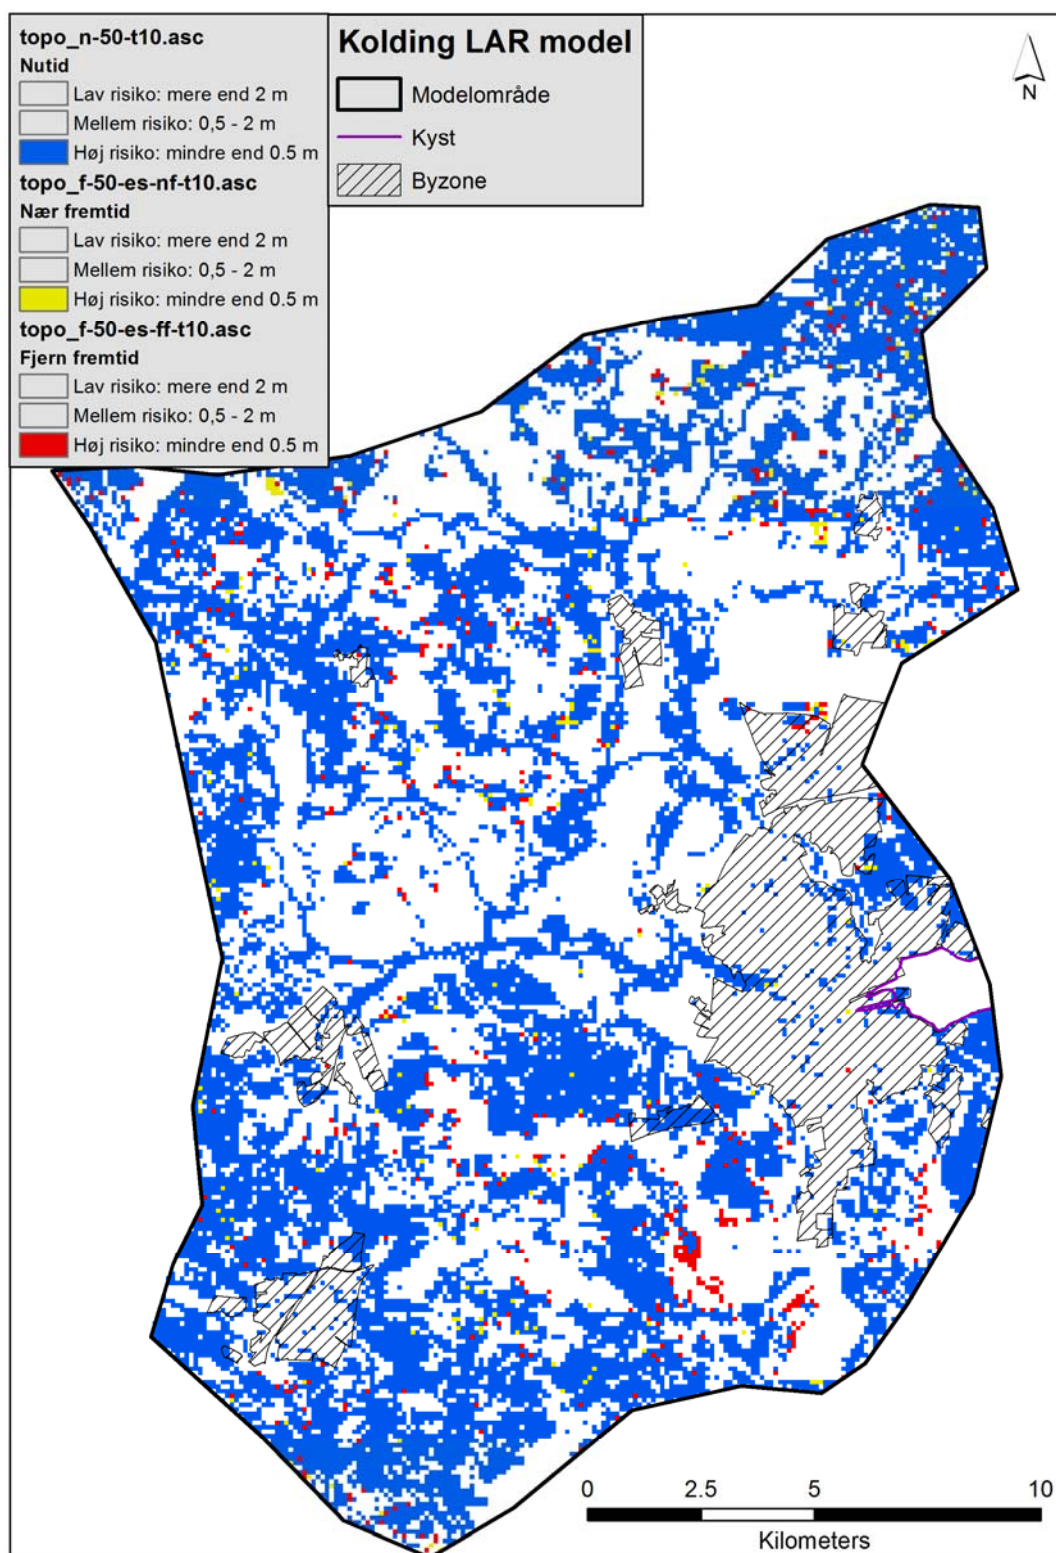 topo_n-50-t10.asc
Nutid
Lav risiko: mere end 2 m
Mellem risiko: 0,5 - 2 m
Høj risiko: mindre end 0.5 m
topo_f-50-es-nf-t10.asc
Nær fremtid
Lav risiko: mere end 2 m
Mellem risiko: 0,5 - 2 m
Høj risiko: mindre end 0.5 m
topo_f-50-es-ff-t10.asc
Fjern fremtid
Lav risiko: mere end 2 m
Mellem risiko: 0,5 - 2 m
Høj risiko: mindre end 0.5 m
Kolding LAR model
Modelområde
Kyst
Byzone
N
0 2.5 5 10
Kilometers